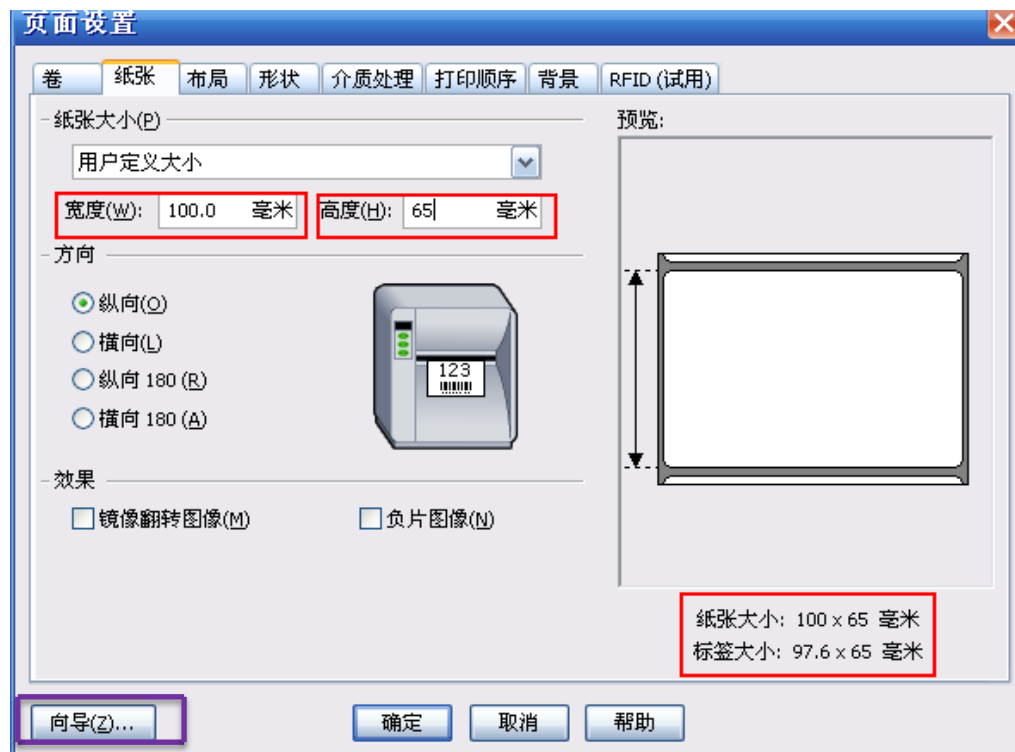 页面设置
卷 纸张 布局 形状 介质处理 打印顺序 背景 RFID (试用)
纸张大小(P)
用户定义大小
宽度(W): 100.0 毫米 高度(H): 65 毫米
方向
纵向(O)
横向(L)
纵向 180 (R)
横向 180 (A)
123
效果
镜像翻转图像(M) 负片图像(N)
预览:
纸张大小: 100 x 65 毫米
标签大小: 97.6 x 65 毫米
向导(Z)... 确定 取消 帮助